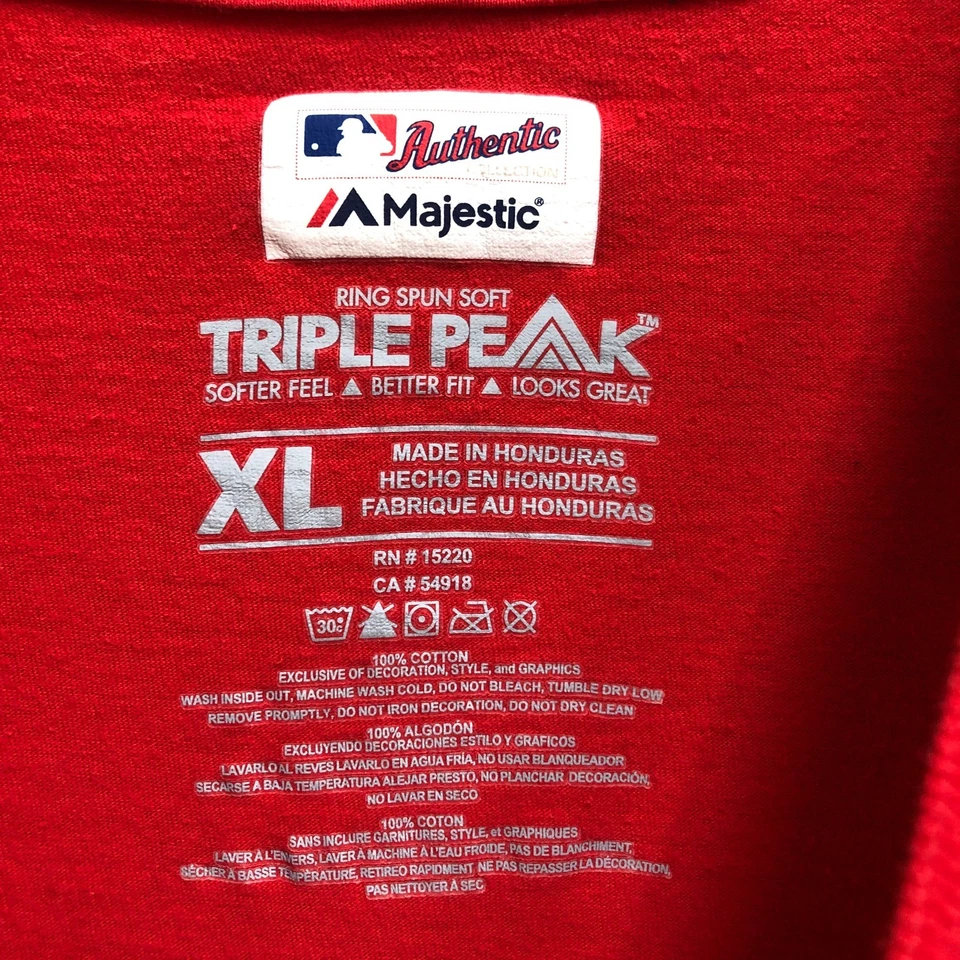 Authentic
COLLECTION
Majestic®
RING SPUN SOFT
TRIPLE PEAK™
SOFTER FEEL ▲ BETTER FIT ▲ LOOKS GREAT
XL
MADE IN HONDURAS
HECHO EN HONDURAS
FABRIQUE AU HONDURAS
RN # 15220
CA # 54918
30c
100% COTTON
EXCLUSIVE OF DECORATION, STYLE, and GRAPHICS
WASH INSIDE OUT, MACHINE WASH COLD, DO NOT BLEACH, TUMBLE DRY LOW
REMOVE PROMPTLY, DO NOT IRON DECORATION, DO NOT DRY CLEAN
100% ALGODÓN
EXCLUYENDO DECORACIONES ESTILO Y GRAFICOS
LAVARLO AL REVES LAVARLO EN AGUA FRÍA, NO USAR BLANQUEADOR
SECARSE A BAJA TEMPERATURA ALEJAR PRESTO, NO PLANCHAR DECORACIÓN,
NO LAVAR EN SECO
100% COTON
SANS INCLURE GARNITURES, STYLE, et GRAPHIQUES
LAVER À L'ENVERS, LAVER À MACHINE À L'EAU FROIDE, PAS DE BLANCHIMENT,
SÉCHER À BASSE TEMPÉRATURE, RETIREO RAPIDMENT NE PAS REPASSER LA DÉCORATION,
PAS NETTOYER À SEC